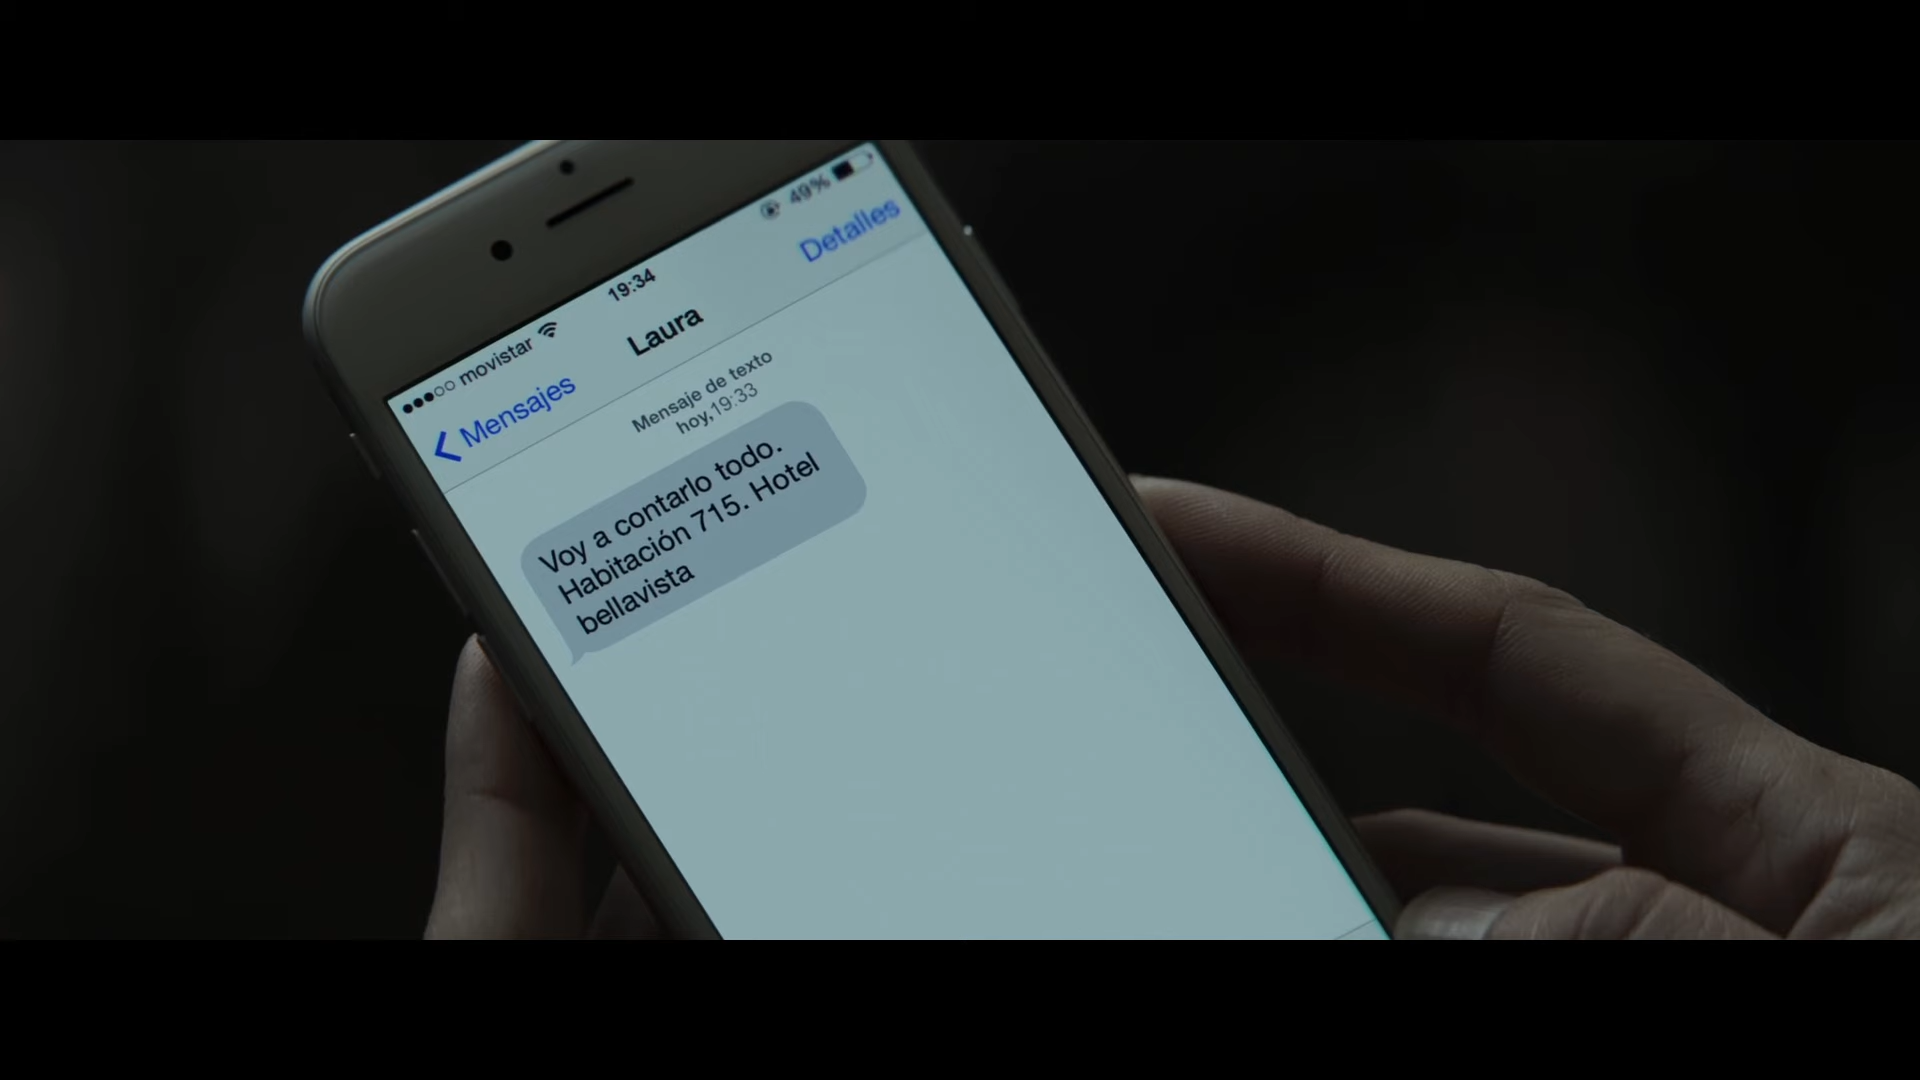 movistar 19:34 49%
Mensajes Laura Detalles
Mensaje de texto
hoy,19:33
Voy a contarlo todo.
Habitación 715. Hotel
bellavista